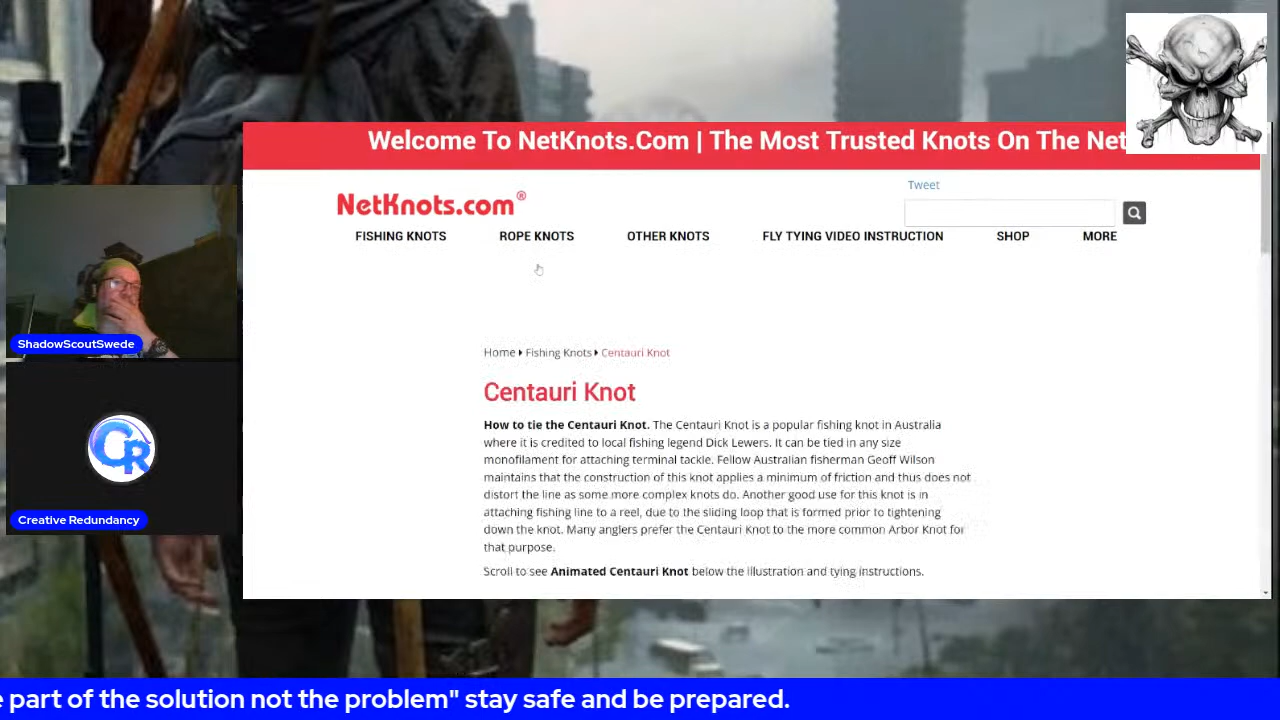 Welcome To NetKnots.Com | The Most Trusted Knots On The Net
Tweet
NetKnots.com®
FISHING KNOTS
ROPE KNOTS
OTHER KNOTS
FLY TYING VIDEO INSTRUCTION
SHOP
MORE
Home ▸ Fishing Knots ▸ Centauri Knot
Centauri Knot
How to tie the Centauri Knot. The Centauri Knot is a popular fishing knot in Australia
where it is credited to local fishing legend Dick Lewers. It can be tied in any size
monofilament for attaching terminal tackle. Fellow Australian fisherman Geoff Wilson
maintains that the construction of this knot applies a minimum of friction and thus does not
distort the line as some more complex knots do. Another good use for this knot is in
attaching fishing line to a reel, due to the sliding loop that is formed prior to tightening
down the knot. Many anglers prefer the Centauri Knot to the more common Arbor Knot for
that purpose.
Scroll to see Animated Centauri Knot below the illustration and tying instructions.
ShadowScoutSwede
CR
Creative Redundancy
e part of the solution not the problem" stay safe and be prepared.